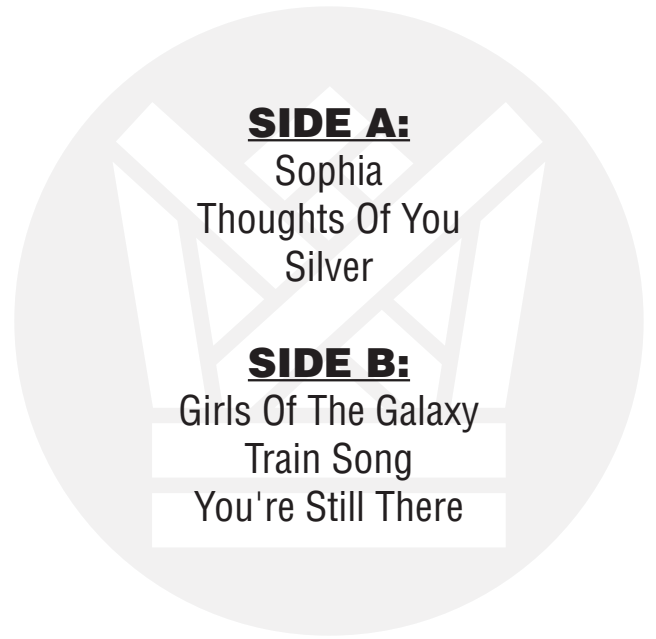 SIDE A:
Sophia
Thoughts Of You
Silver
SIDE B:
Girls Of The Galaxy
Train Song
You're Still There